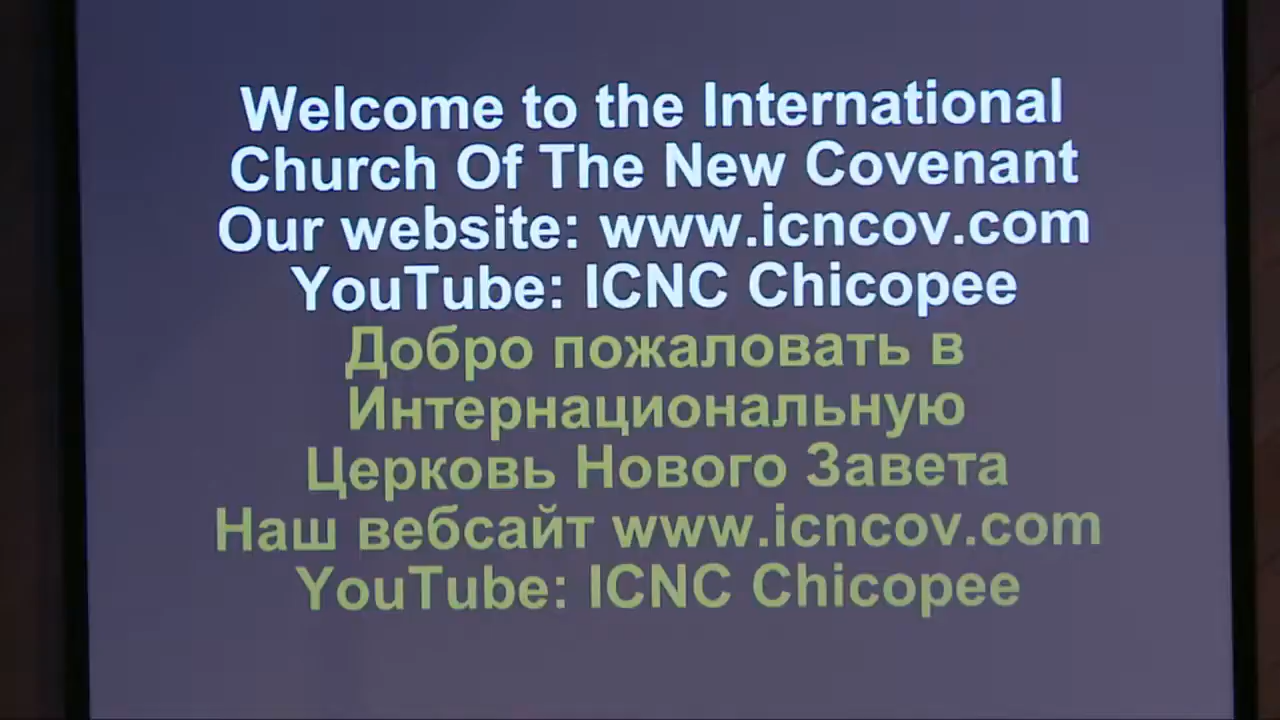 Welcome to the International
Church Of The New Covenant
Our website: www.icncov.com
YouTube: ICNC Chicopee
Добро пожаловать в
Интернациональную
Церковь Нового Завета
Наш вебсайт www.icncov.com
YouTube: ICNC Chicopee